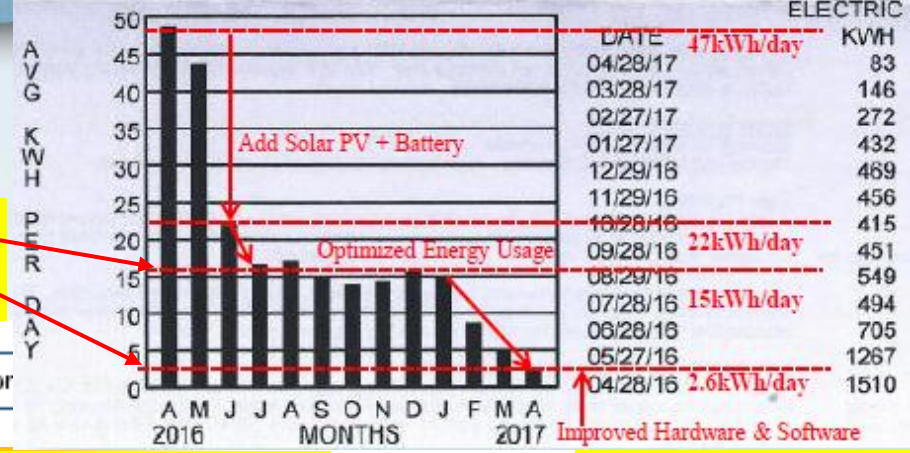 ELECTRIC
DATE KWH
04/28/17 83
03/28/17 146
02/27/17 272
01/27/17 432
12/29/16 469
11/29/16 456
10/28/16 415
09/28/16 451
08/29/16 549
07/28/16 494
06/28/16 705
05/27/16 1267
04/28/16 1510
AVG KWH PER DAY
50
45
40
35
30
25
20
15
10
5
0
A M J J A S O N D J F M A
2016 MONTHS 2017
47kWh/day
Add Solar PV + Battery
22kWh/day
Optimized Energy Usage
15kWh/day
2.6kWh/day
Improved Hardware & Software